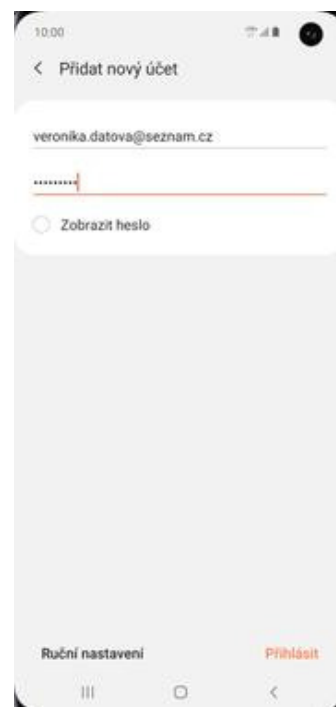 10:00
Přidat nový účet
veronika.datova@seznam.cz
•••••••••
Zobrazit heslo
Ruční nastavení
Přihlásit